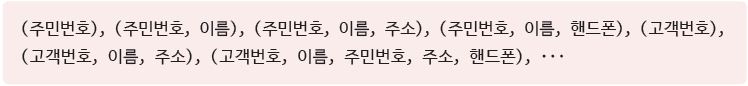 (주민번호), (주민번호, 이름), (주민번호, 이름, 주소), (주민번호, 이름, 핸드폰), (고객번호),
(고객번호, 이름, 주소), (고객번호, 이름, 주민번호, 주소, 핸드폰), ···